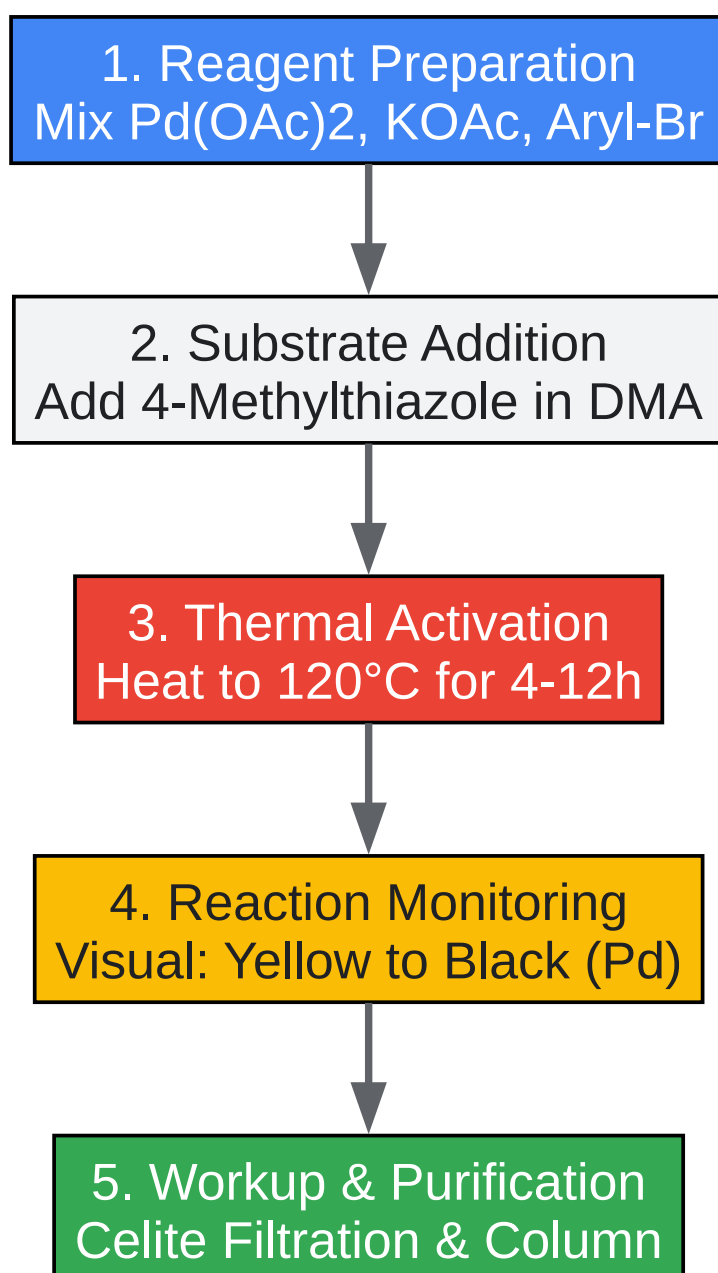 1. Reagent Preparation
Mix Pd(OAc)2, KOAc, Aryl-Br
2. Substrate Addition
Add 4-Methylthiazole in DMA
3. Thermal Activation
Heat to 120°C for 4-12h
4. Reaction Monitoring
Visual: Yellow to Black (Pd)
5. Workup & Purification
Celite Filtration & Column